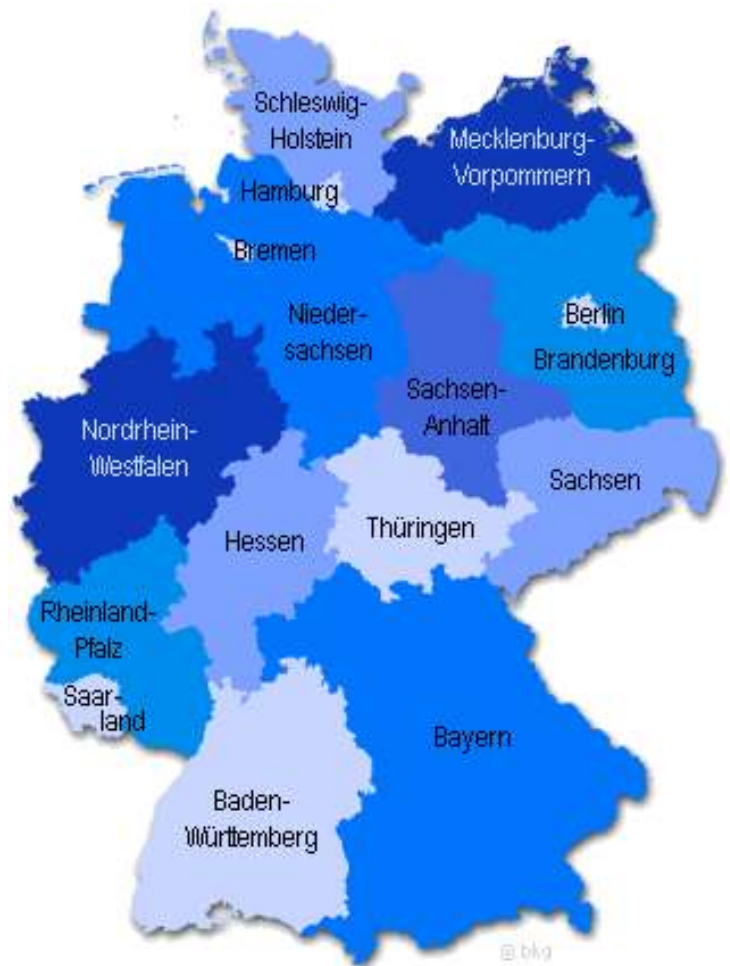 Schleswig-
Holstein
Mecklenburg-
Vorpommern
Hamburg
Bremen
Nieder-
sachsen
Berlin
Brandenburg
Sachsen-
Anhalt
Nordrhein-
Westfalen
Sachsen
Thüringen
Hessen
Rheinland-
Pfalz
Saar-
land
Bayern
Baden-
Württemberg
@bkg